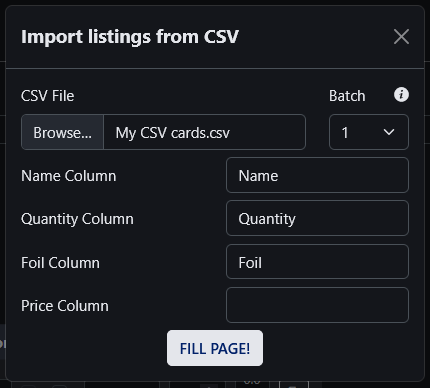 Import listings from CSV
CSV File
Batch
Browse...
My CSV cards.csv
1
Name Column
Name
Quantity Column
Quantity
Foil Column
Foil
Price Column
FILL PAGE!